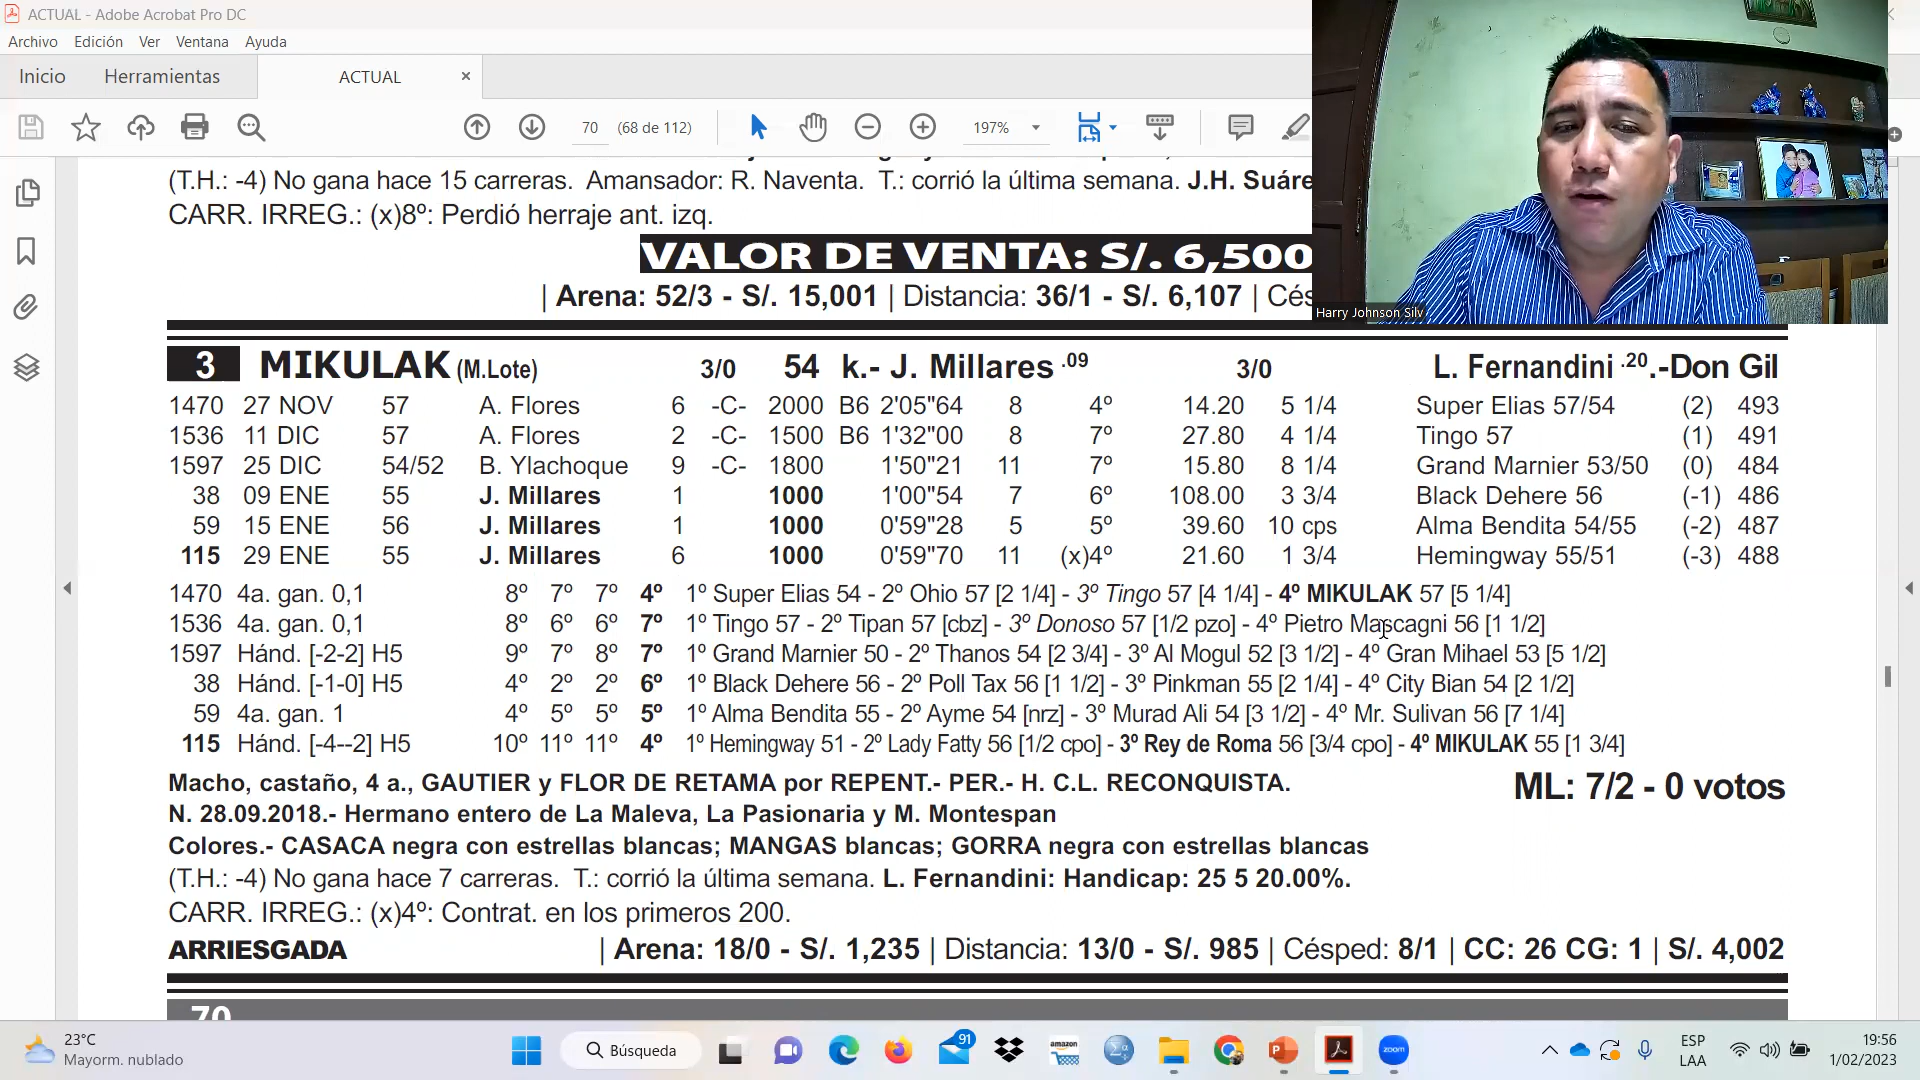 ACTUAL - Adobe Acrobat Pro DC
Archivo Edición Ver Ventana Ayuda
Inicio Herramientas ACTUAL ×
70 (68 de 112) 197%
(T.H.: -4) No gana hace 15 carreras. Amansador: R. Naventa. T.: corrió la última semana. J.H. Suáre
CARR. IRREG.: (x)8º: Perdió herraje ant. izq.
VALOR DE VENTA: S/. 6,500
| Arena: 52/3 - S/. 15,001 | Distancia: 36/1 - S/. 6,107 | Cés
Harry Johnson Silv
3 MIKULAK (M.Lote) 3/0 54 k.- J. Millares .09 3/0 L. Fernandini .20.-Don Gil
1470 27 NOV 57 A. Flores 6 -C- 2000 B6 2'05"64 8 4º 14.20 5 1/4 Super Elias 57/54 (2) 493
1536 11 DIC 57 A. Flores 2 -C- 1500 B6 1'32"00 8 7º 27.80 4 1/4 Tingo 57 (1) 491
1597 25 DIC 54/52 B. Ylachoque 9 -C- 1800 1'50"21 11 7º 15.80 8 1/4 Grand Marnier 53/50 (0) 484
38 09 ENE 55 J. Millares 1 1000 1'00"54 7 6º 108.00 3 3/4 Black Dehere 56 (-1) 486
59 15 ENE 56 J. Millares 1 1000 0'59"28 5 5º 39.60 10 cps Alma Bendita 54/55 (-2) 487
115 29 ENE 55 J. Millares 6 1000 0'59"70 11 (x)4º 21.60 1 3/4 Hemingway 55/51 (-3) 488
1470 4a. gan. 0,1 8º 7º 7º 4º 1º Super Elias 54 - 2º Ohio 57 [2 1/4] - 3º Tingo 57 [4 1/4] - 4º MIKULAK 57 [5 1/4]
1536 4a. gan. 0,1 8º 6º 6º 7º 1º Tingo 57 - 2º Tipan 57 [cbz] - 3º Donoso 57 [1/2 pzo] - 4º Pietro Mascagni 56 [1 1/2]
1597 Hánd. [-2-2] H5 9º 7º 8º 7º 1º Grand Marnier 50 - 2º Thanos 54 [2 3/4] - 3º Al Mogul 52 [3 1/2] - 4º Gran Mihael 53 [5 1/2]
38 Hánd. [-1-0] H5 4º 2º 2º 6º 1º Black Dehere 56 - 2º Poll Tax 56 [1 1/2] - 3º Pinkman 55 [2 1/4] - 4º City Bian 54 [2 1/2]
59 4a. gan. 1 4º 5º 5º 5º 1º Alma Bendita 55 - 2º Ayme 54 [nrz] - 3º Murad Ali 54 [3 1/2] - 4º Mr. Sulivan 56 [7 1/4]
115 Hánd. [-4--2] H5 10º 11º 11º 4º 1º Hemingway 51 - 2º Lady Fatty 56 [1/2 cpo] - 3º Rey de Roma 56 [3/4 cpo] - 4º MIKULAK 55 [1 3/4]
Macho, castaño, 4 a., GAUTIER y FLOR DE RETAMA por REPENT.- PER.- H. C.L. RECONQUISTA. ML: 7/2 - 0 votos
N. 28.09.2018.- Hermano entero de La Maleva, La Pasionaria y M. Montespan
Colores.- CASACA negra con estrellas blancas; MANGAS blancas; GORRA negra con estrellas blancas
(T.H.: -4) No gana hace 7 carreras. T.: corrió la última semana. L. Fernandini: Handicap: 25 5 20.00%.
CARR. IRREG.: (x)4º: Contrat. en los primeros 200.
ARRIESGADA | Arena: 18/0 - S/. 1,235 | Distancia: 13/0 - S/. 985 | Césped: 8/1 | CC: 26 CG: 1 | S/. 4,002
70
23°C
Mayorm. nublado
Búsqueda
91
amazon
zoom
ESP
LAA
19:56
1/02/2023